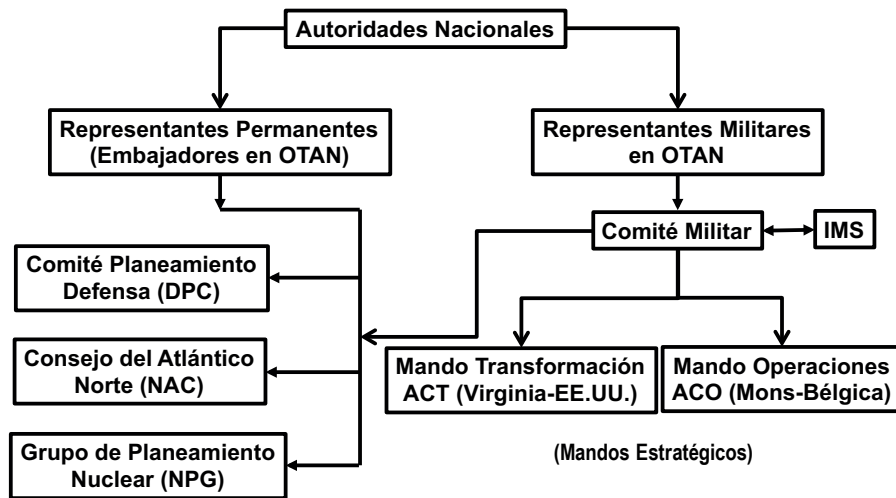 Autoridades Nacionales
Representantes Permanentes
(Embajadores en OTAN)
Representantes Militares
en OTAN
Comité Militar
IMS
Comité Planeamiento
Defensa (DPC)
Consejo del Atlántico
Norte (NAC)
Grupo de Planeamiento
Nuclear (NPG)
Mando Transformación
ACT (Virginia-EE.UU.)
Mando Operaciones
ACO (Mons-Bélgica)
(Mandos Estratégicos)